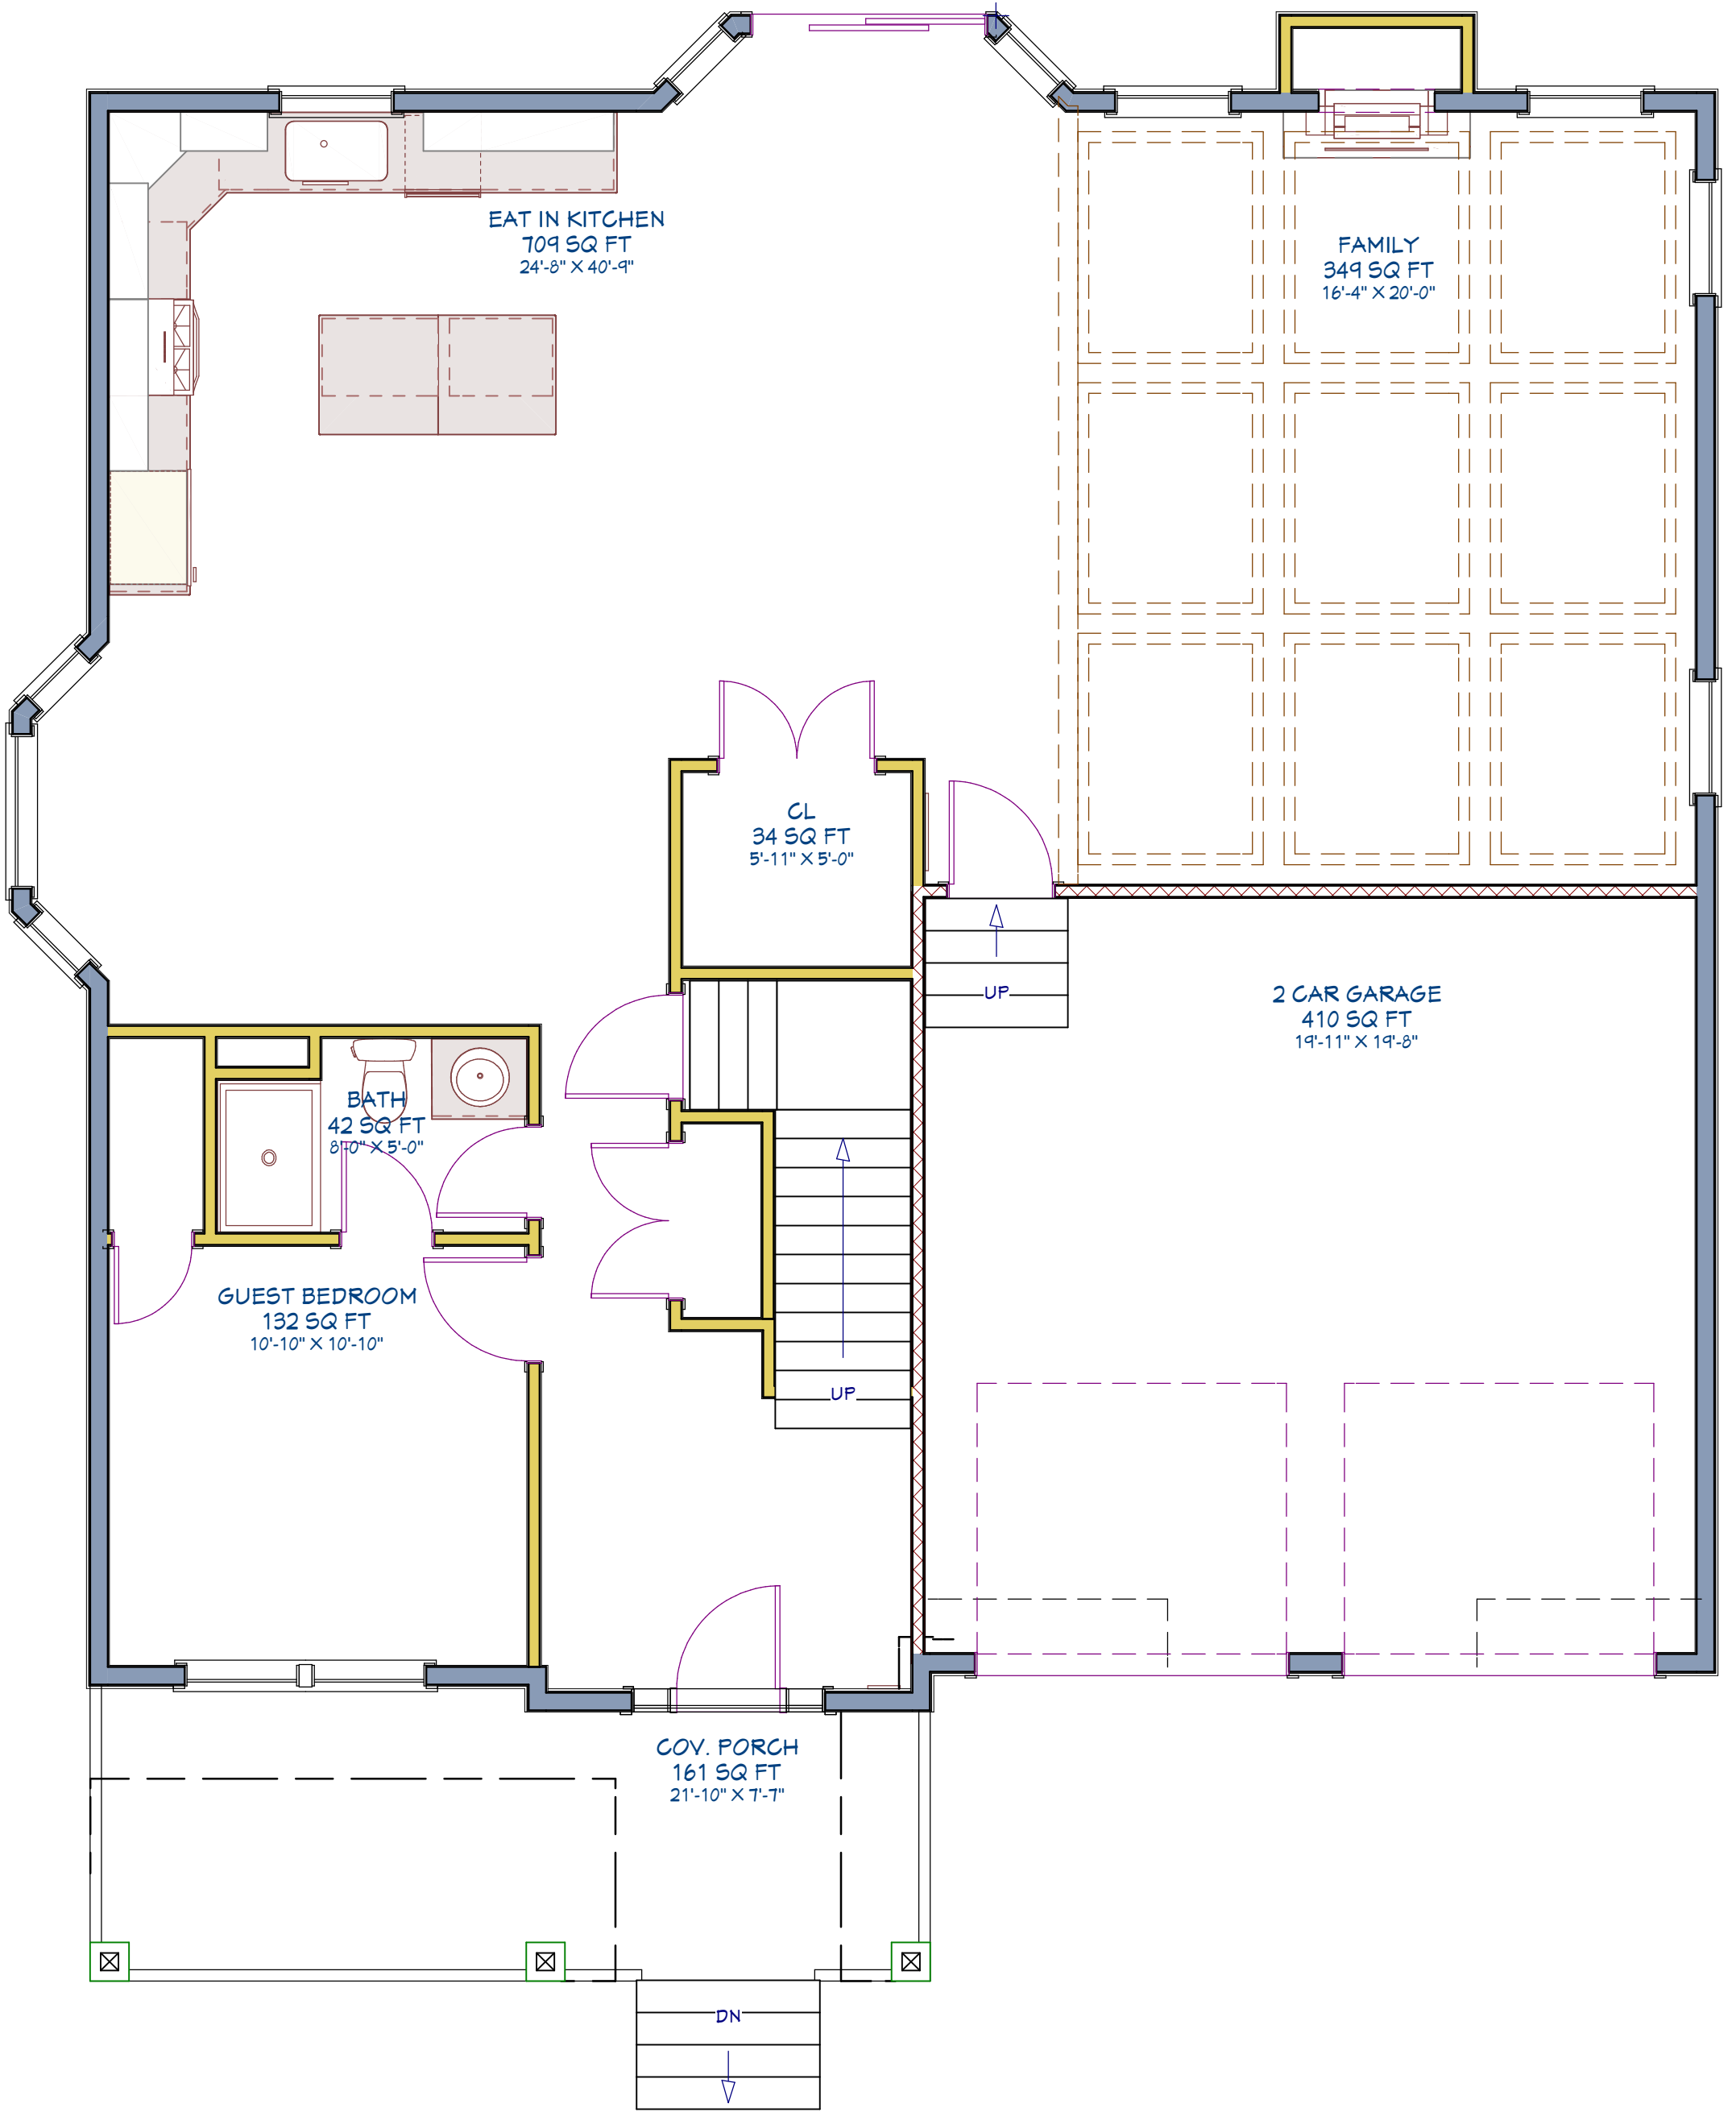 EAT IN KITCHEN
709 SQ FT
24'-8" X 40'-9"
FAMILY
349 SQ FT
16'-4" X 20'-0"
CL
34 SQ FT
5'-11" X 5'-0"
UP
2 CAR GARAGE
410 SQ FT
19'-11" X 19'-8"
BATH
42 SQ FT
8'-0" X 5'-0"
GUEST BEDROOM
132 SQ FT
10'-10" X 10'-10"
UP
COV. PORCH
161 SQ FT
21'-10" X 7'-7"
DN